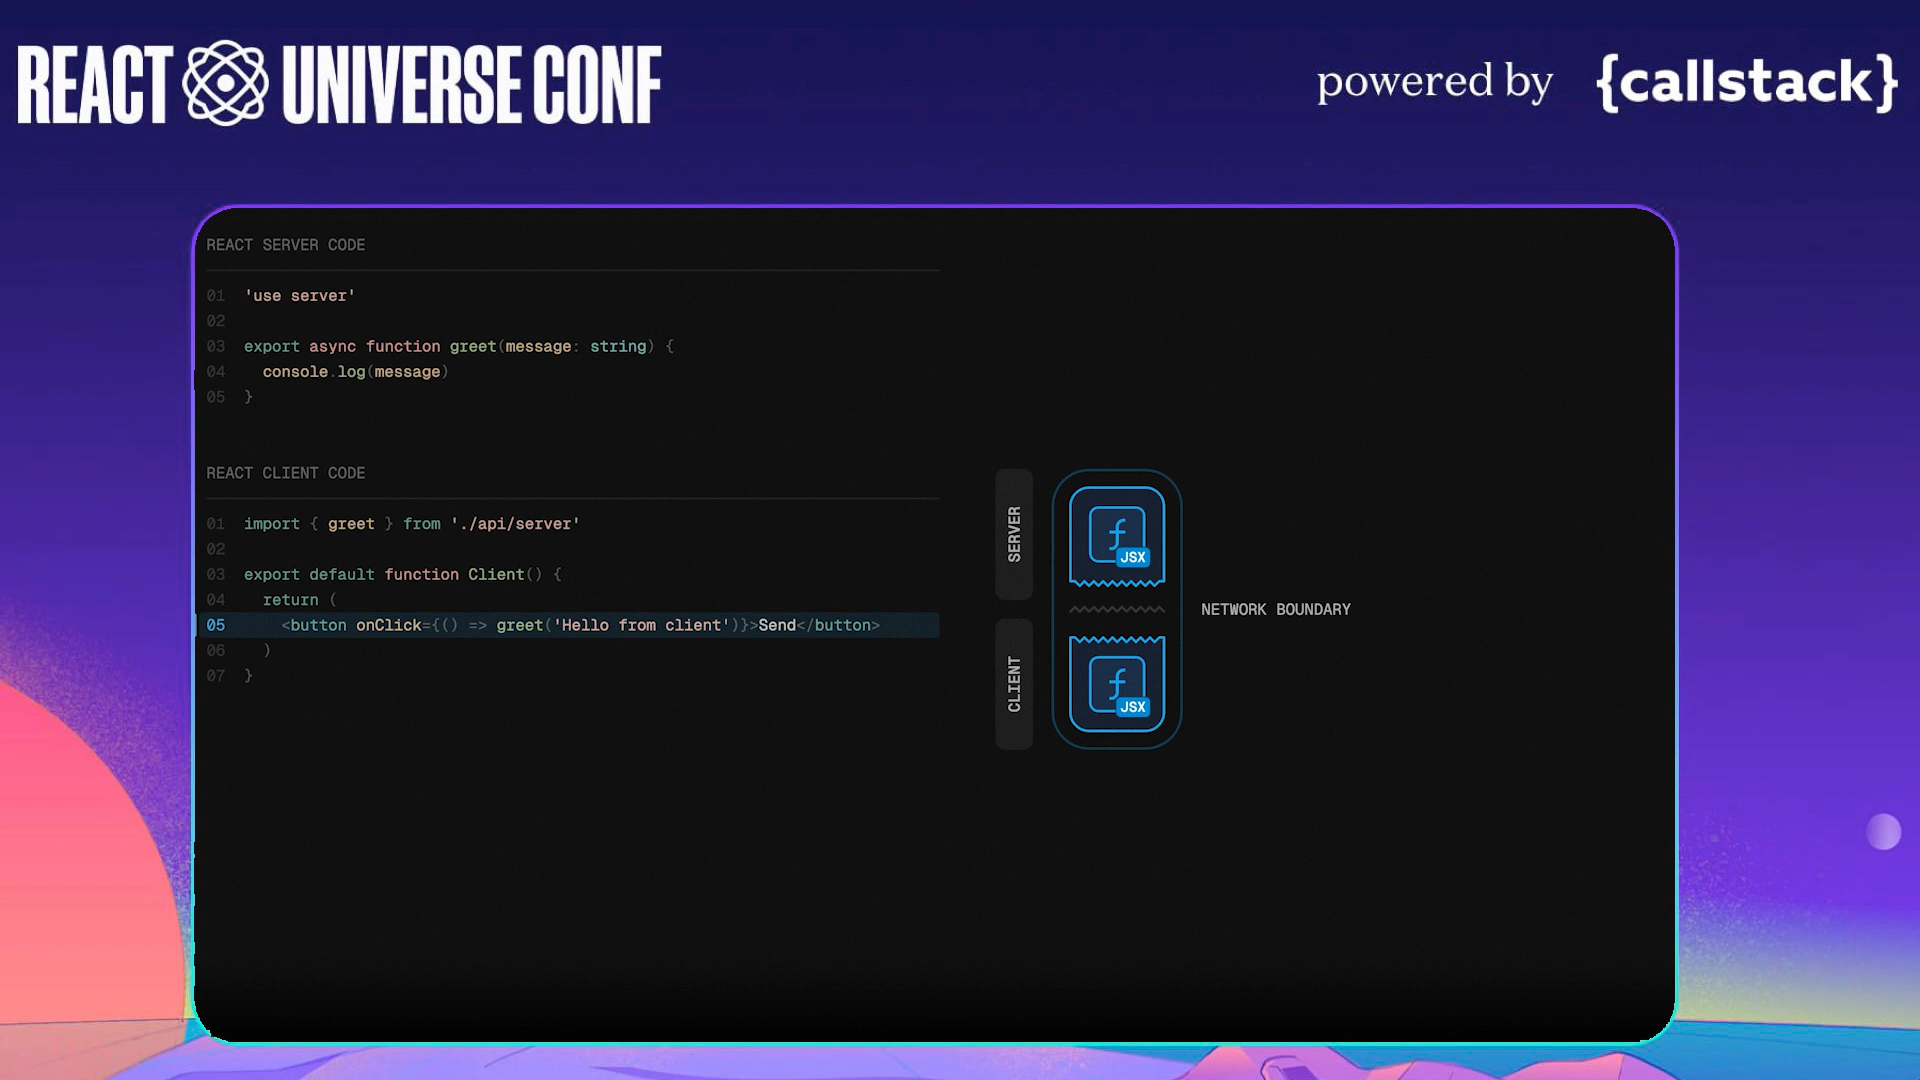 REACT UNIVERSE CONF
powered by {callstack}
REACT SERVER CODE
01 'use server'
02
03 export async function greet(message: string) {
04 console.log(message)
05 }
REACT CLIENT CODE
01 import { greet } from './api/server'
02
03 export default function Client() {
04 return (
05 <button onClick={() => greet('Hello from client')}>Send</button>
06 )
07 }
SERVER
f
JSX
NETWORK BOUNDARY
CLIENT
f
JSX